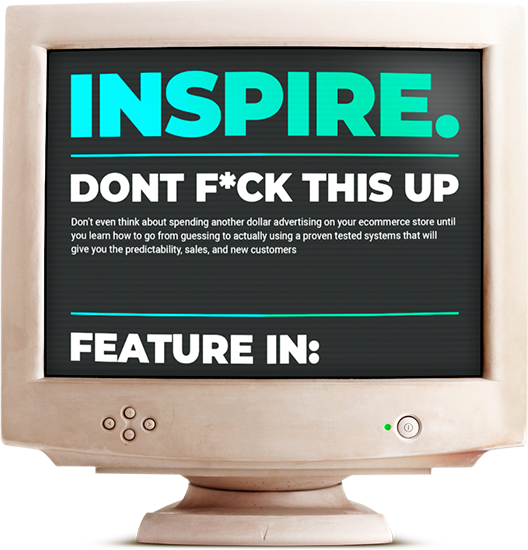 INSPIRE.
DONT F*CK THIS UP
Don't even think about spending another dollar advertising on your ecommerce store until
you learn how to go from guessing to actually using a proven tested systems that will
give you the predictability, sales, and new customers
FEATURE IN: